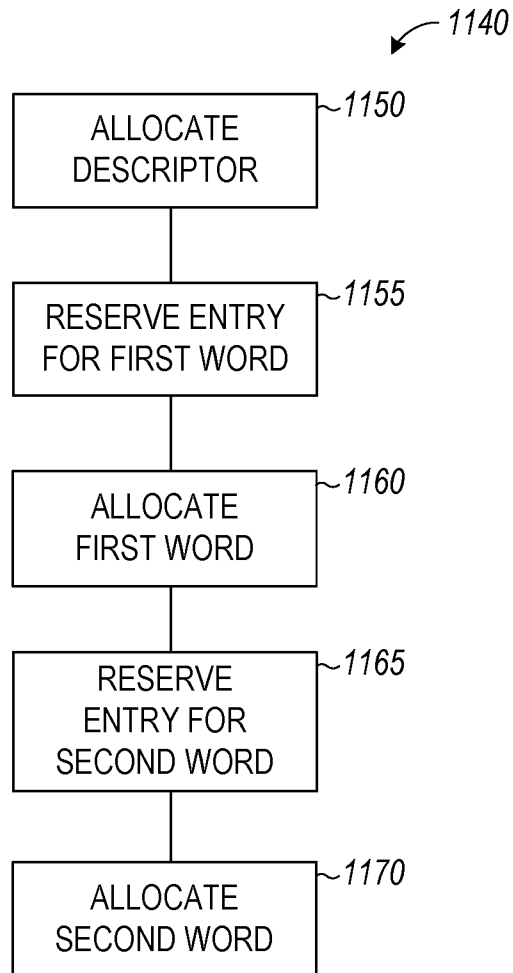 1140
1150
ALLOCATE
DESCRIPTOR
1155
RESERVE ENTRY
FOR FIRST WORD
1160
ALLOCATE
FIRST WORD
1165
RESERVE
ENTRY FOR
SECOND WORD
1170
ALLOCATE
SECOND WORD